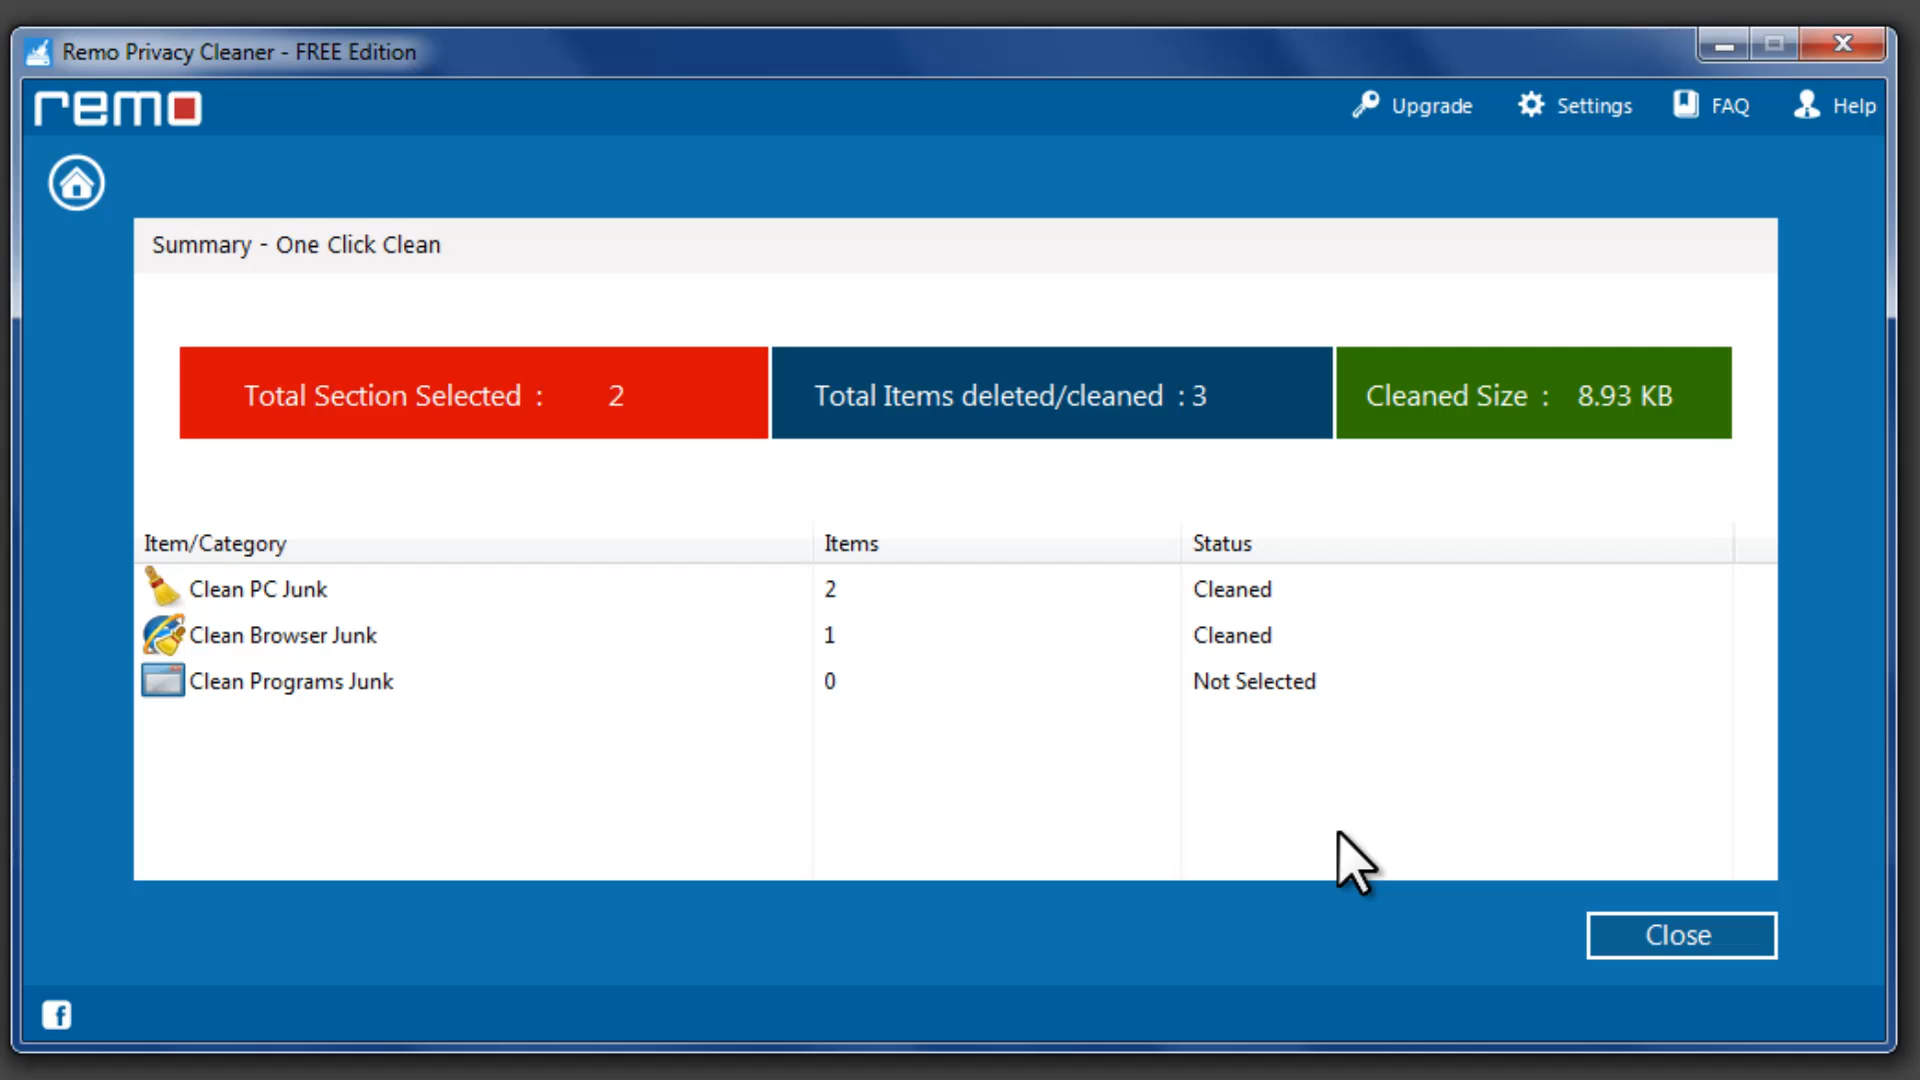 Remo Privacy Cleaner - FREE Edition
remo
Upgrade Settings FAQ Help
Summary - One Click Clean
Total Section Selected : 2 Total Items deleted/cleaned : 3 Cleaned Size : 8.93 KB
Item/Category Items Status
Clean PC Junk 2 Cleaned
Clean Browser Junk 1 Cleaned
Clean Programs Junk 0 Not Selected
Close
f